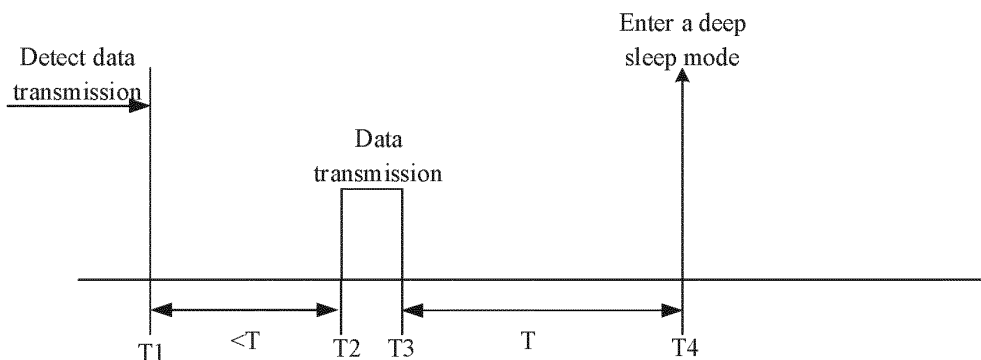 Enter a deep
sleep mode
Detect data
transmission
Data
transmission
<T
T
T1
T2
T3
T4